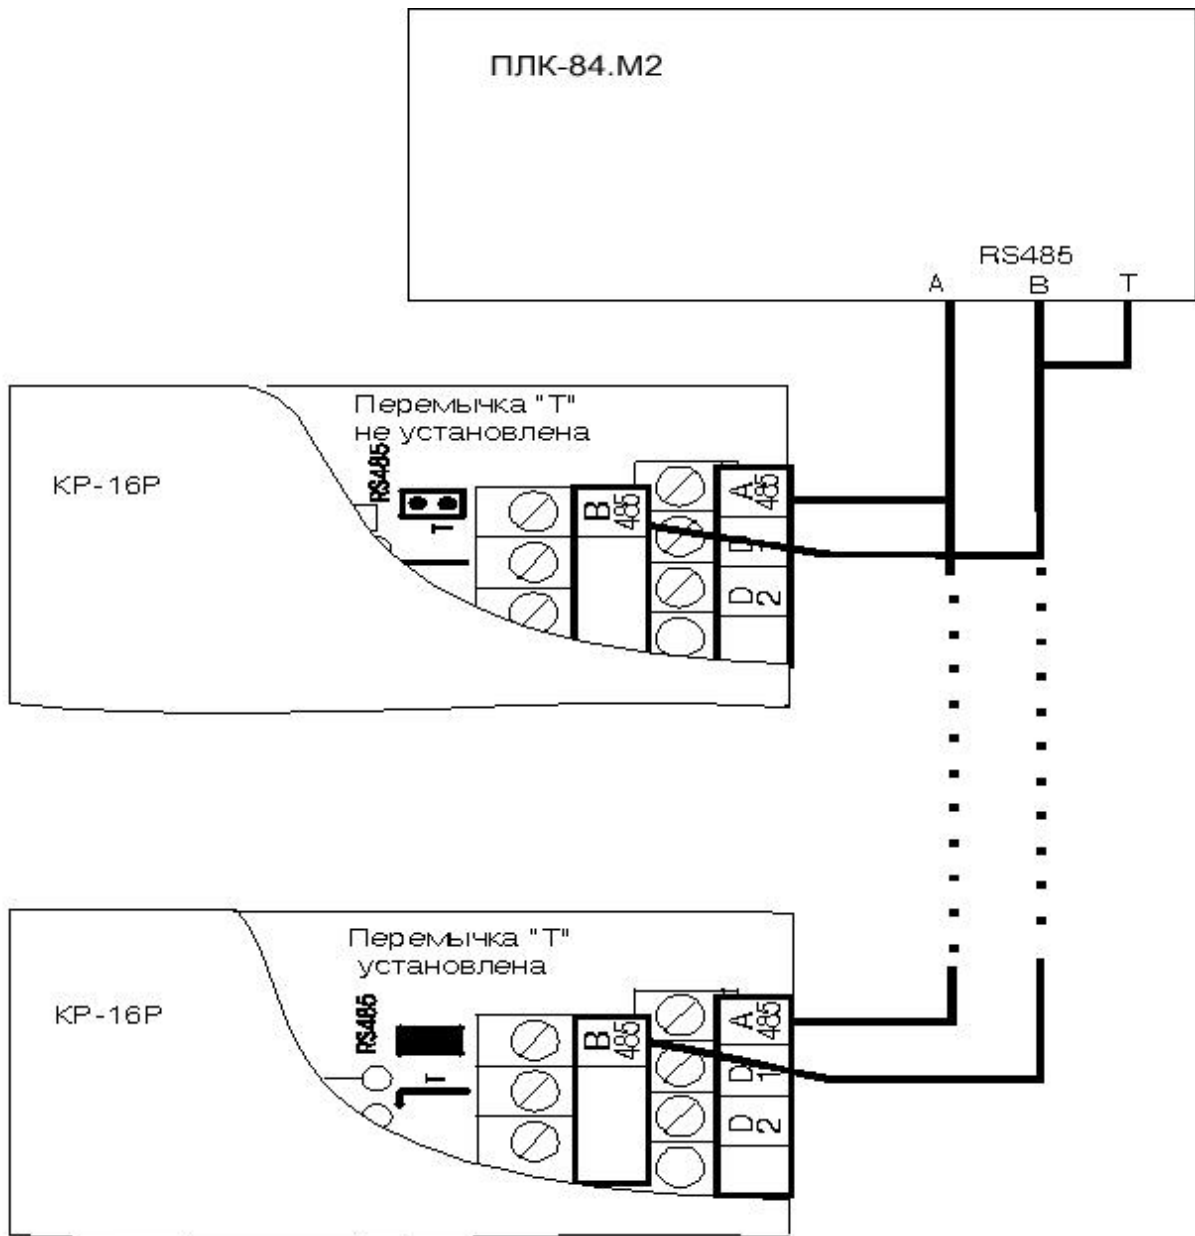 ПЛК-84.М2
RS485
A B T
Перемычка "Т"
не установлена
КР-16Р
RS485
T
B 485
A 485
D
D 2
Перемычка "Т"
установлена
КР-16Р
RS485
T
B 485
A 485
D 1
D 2